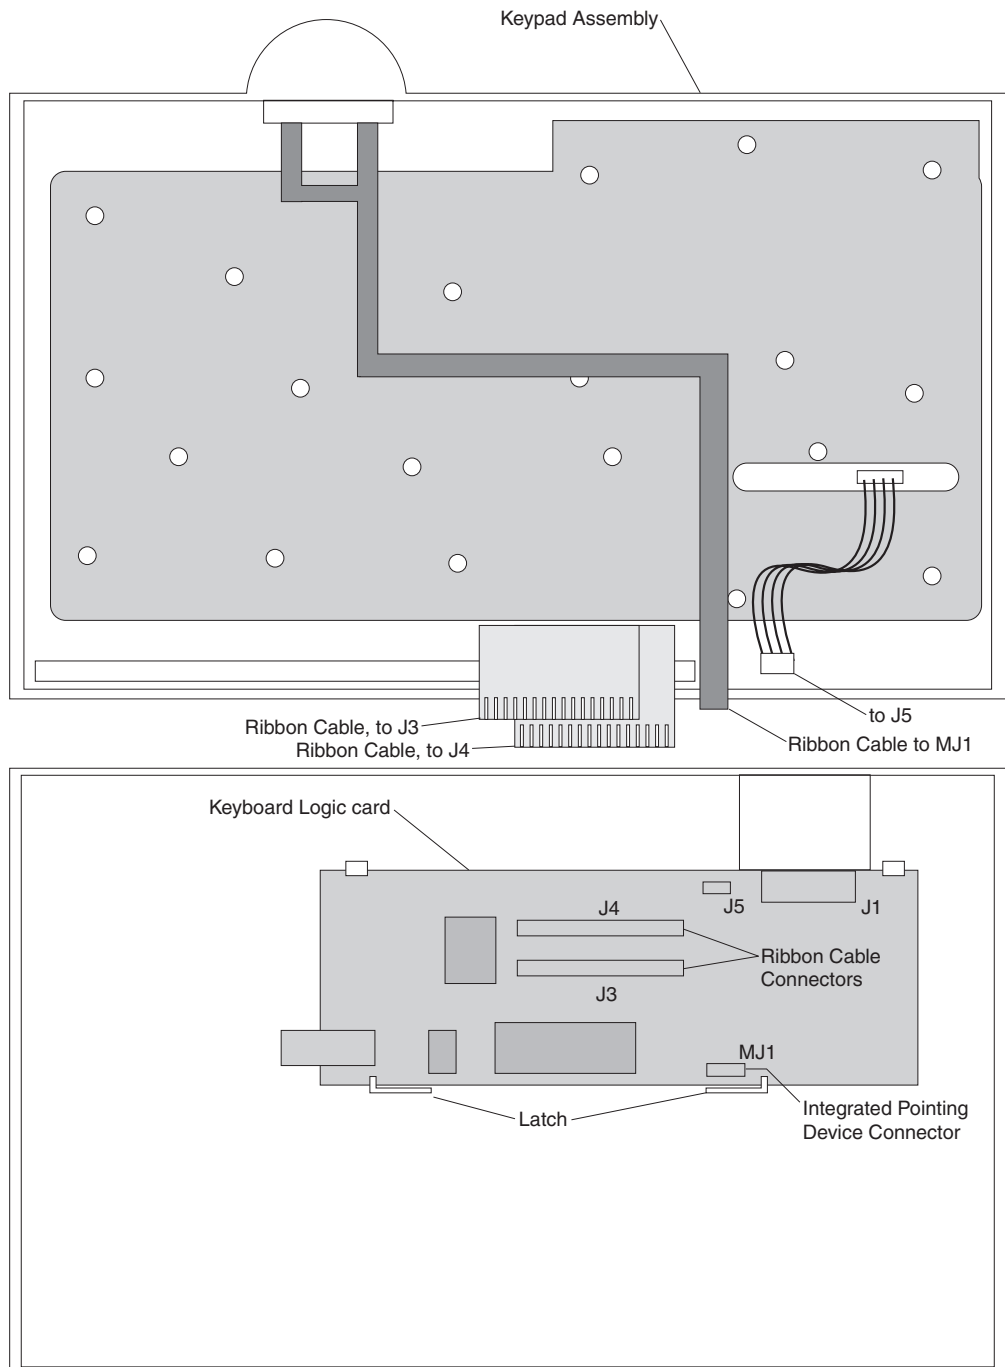 Keypad Assembly
to J5
Ribbon Cable, to J3
Ribbon Cable to MJ1
Ribbon Cable, to J4
Keyboard Logic card
J5
J1
J4
Ribbon Cable
Connectors
J3
MJ1
Integrated Pointing
Device Connector
Latch